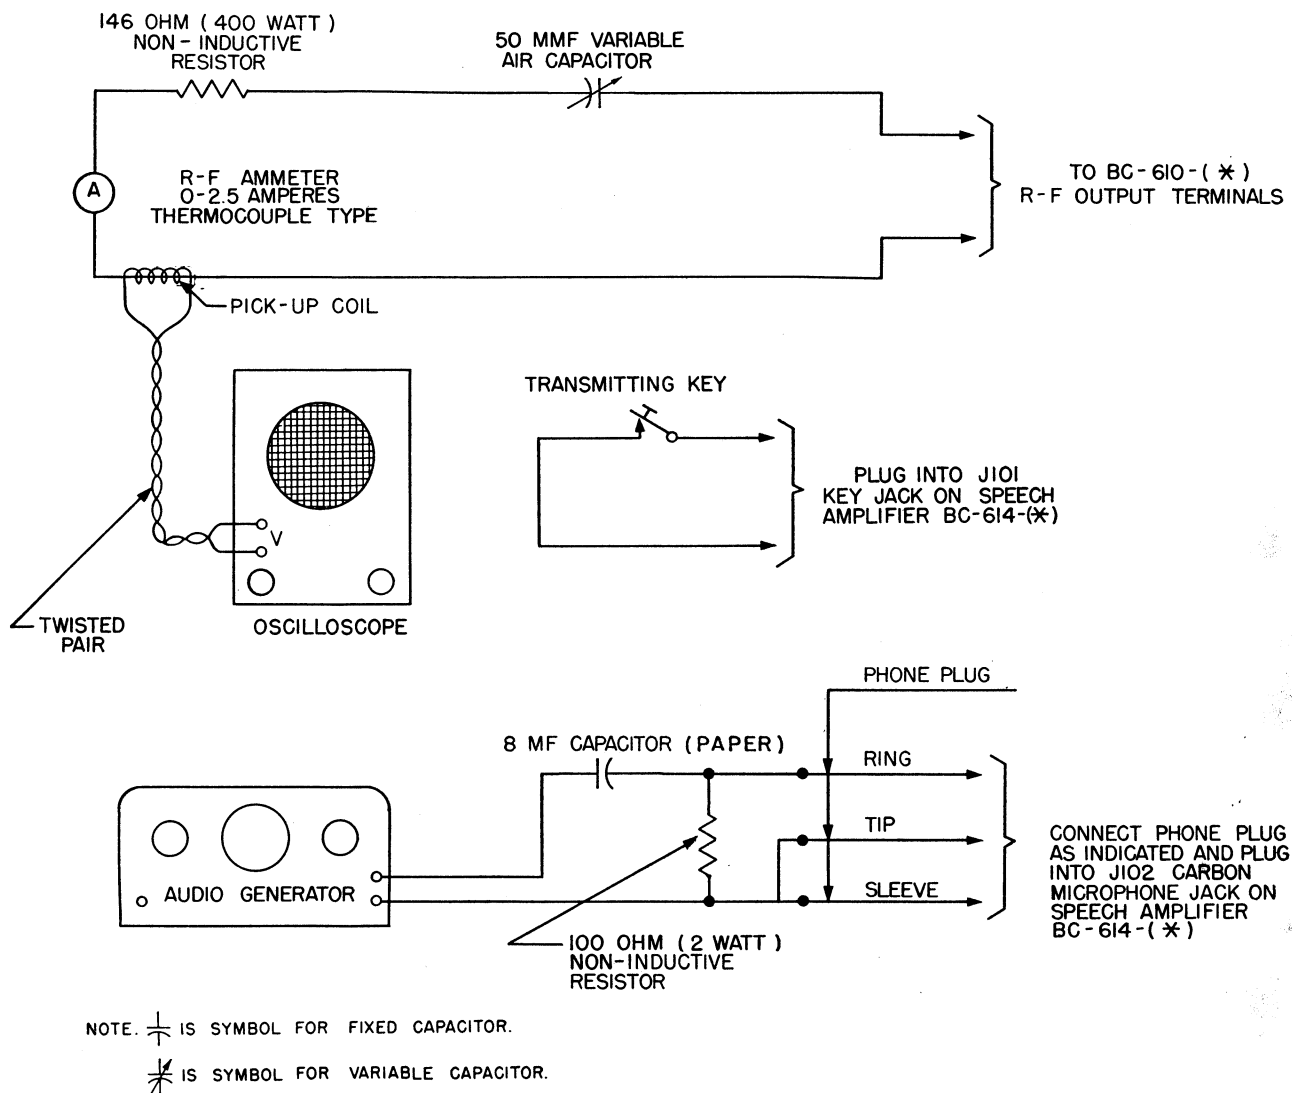 146 OHM ( 400 WATT )
NON - INDUCTIVE
RESISTOR
50 MMF VARIABLE
AIR CAPACITOR
A
R-F AMMETER
0-2.5 AMPERES
THERMOCOUPLE TYPE
TO BC-610-( * )
R-F OUTPUT TERMINALS
PICK-UP COIL
TRANSMITTING KEY
PLUG INTO J101
KEY JACK ON SPEECH
AMPLIFIER BC-614-(*)
V
TWISTED
PAIR
OSCILLOSCOPE
PHONE PLUG
8 MF CAPACITOR (PAPER)
RING
TIP
SLEEVE
CONNECT PHONE PLUG
AS INDICATED AND PLUG
INTO J102 CARBON
MICROPHONE JACK ON
SPEECH AMPLIFIER
BC-614-( * )
AUDIO GENERATOR
100 OHM ( 2 WATT )
NON-INDUCTIVE
RESISTOR
NOTE. IS SYMBOL FOR FIXED CAPACITOR.
IS SYMBOL FOR VARIABLE CAPACITOR.